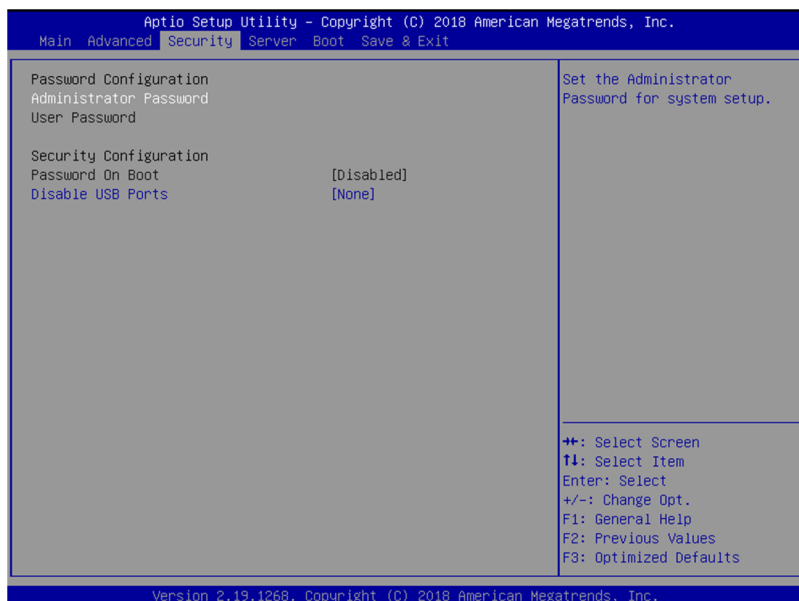 Aptio Setup Utility – Copyright (C) 2018 American Megatrends, Inc.
Main Advanced Security Server Boot Save & Exit
Password Configuration
Administrator Password
User Password
Security Configuration
Password On Boot [Disabled]
Disable USB Ports [None]
Set the Administrator
Password for system setup.
→←: Select Screen
↑↓: Select Item
Enter: Select
+/-: Change Opt.
F1: General Help
F2: Previous Values
F3: Optimized Defaults
Version 2.19.1268. Copyright (C) 2018 American Megatrends, Inc.